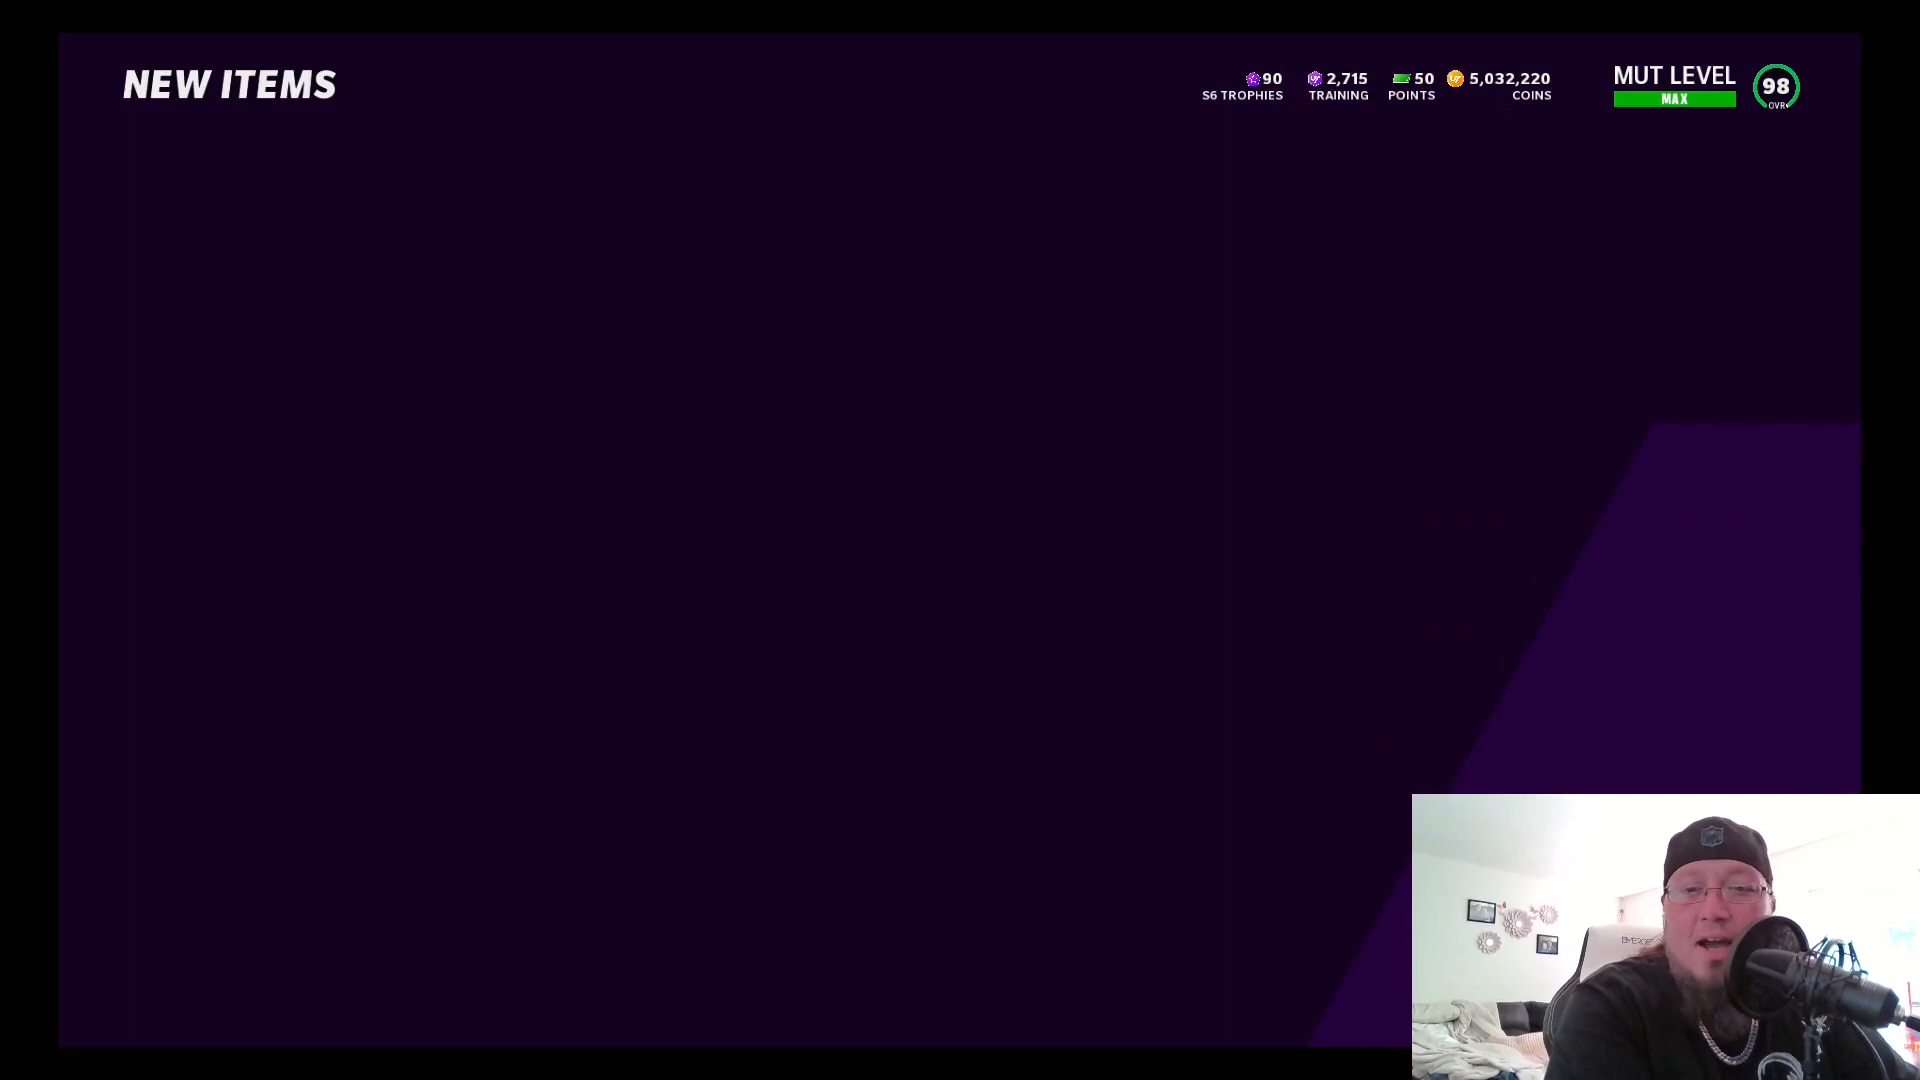 NEW ITEMS
90
S6 TROPHIES
2,715
TRAINING
50
POINTS
5,032,220
COINS
MUT LEVEL
MAX
98
OVR